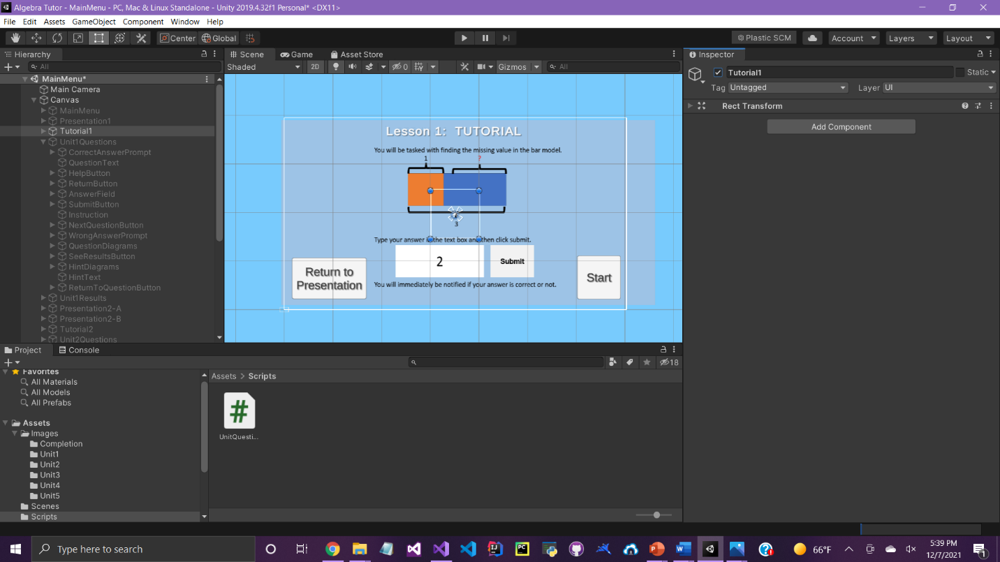 Algebra Tutor - MainMenu - PC, Mac & Linux Standalone - Unity 2019.4.32f1 Personal* <DX11>
File Edit Assets GameObject Component Window Help
Center Global Plastic SCM Account Layers Layout
Hierarchy
All
MainMenu*
Main Camera
Canvas
MainMenu
Presentation1
Tutorial1
Unit1Questions
CorrectAnswerPrompt
QuestionText
HelpButton
ReturnButton
AnswerField
SubmitButton
Instruction
NextQuestionButton
WrongAnswerPrompt
QuestionDiagrams
SeeResultsButton
HintDiagrams
HintText
ReturnToQuestionButton
Unit1Results
Presentation2-A
Presentation2-B
Tutorial2
Unit2Questions
Scene Game Asset Store
Shaded 2D 0 Gizmos All
Lesson 1: TUTORIAL
You will be tasked with finding the missing value in the bar model.
1 ?
3
Type your answer in the text box and then click submit.
2 Submit
You will immediately be notified if your answer is correct or not.
Return to
Presentation
Start
Inspector
Tutorial1 Static
Tag Untagged Layer UI
Rect Transform
Add Component
Project Console
18
Favorites
All Materials
All Models
All Prefabs
Assets
Images
Completion
Unit1
Unit2
Unit3
Unit4
Unit5
Scenes
Scripts
Assets > Scripts
#
UnitQuesti...
Type here to search
PC
66°F
5:39 PM
12/7/2021
1